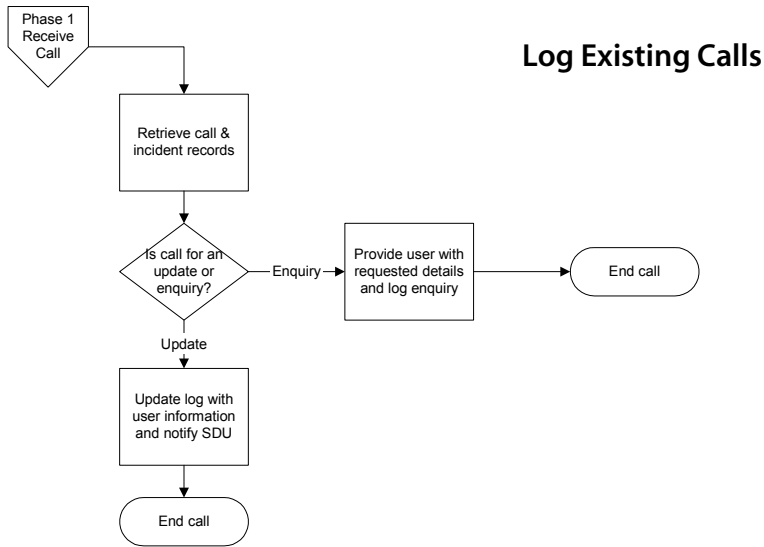 Phase 1
Receive
Call
Log Existing Calls
Retrieve call &
incident records
Is call for an
update or
enquiry?
Enquiry
Provide user with
requested details
and log enquiry
End call
Update
Update log with
user information
and notify SDU
End call